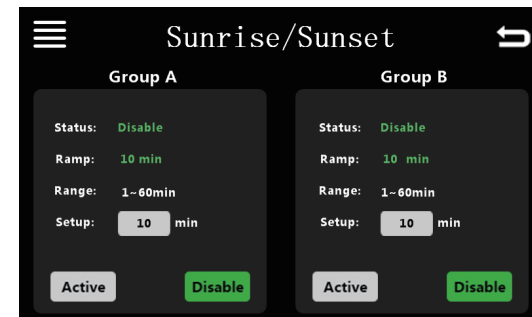 Sunrise/Sunset
Group A
Status: Disable
Ramp: 10 min
Range: 1~60min
Setup: 10 min
Active Disable
Group B
Status: Disable
Ramp: 10 min
Range: 1~60min
Setup: 10 min
Active Disable